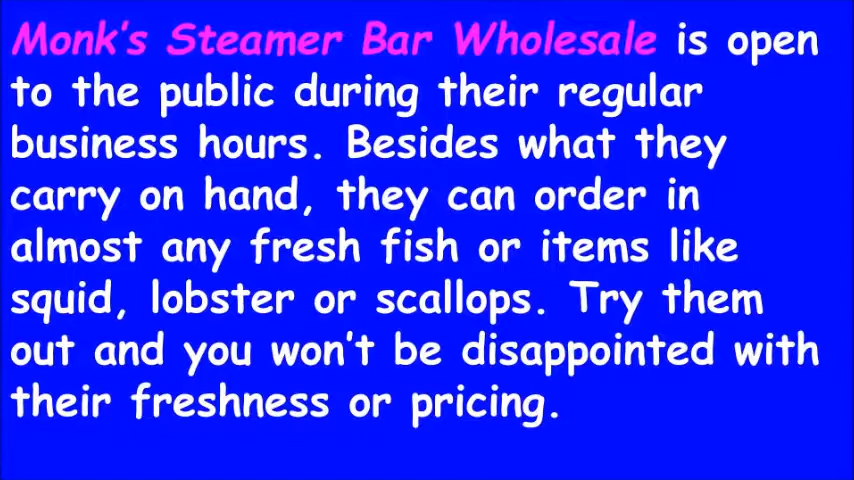 Monk's Steamer Bar Wholesale is open
to the public during their regular
business hours. Besides what they
carry on hand, they can order in
almost any fresh fish or items like
squid, lobster or scallops. Try them
out and you won't be disappointed with
their freshness or pricing.